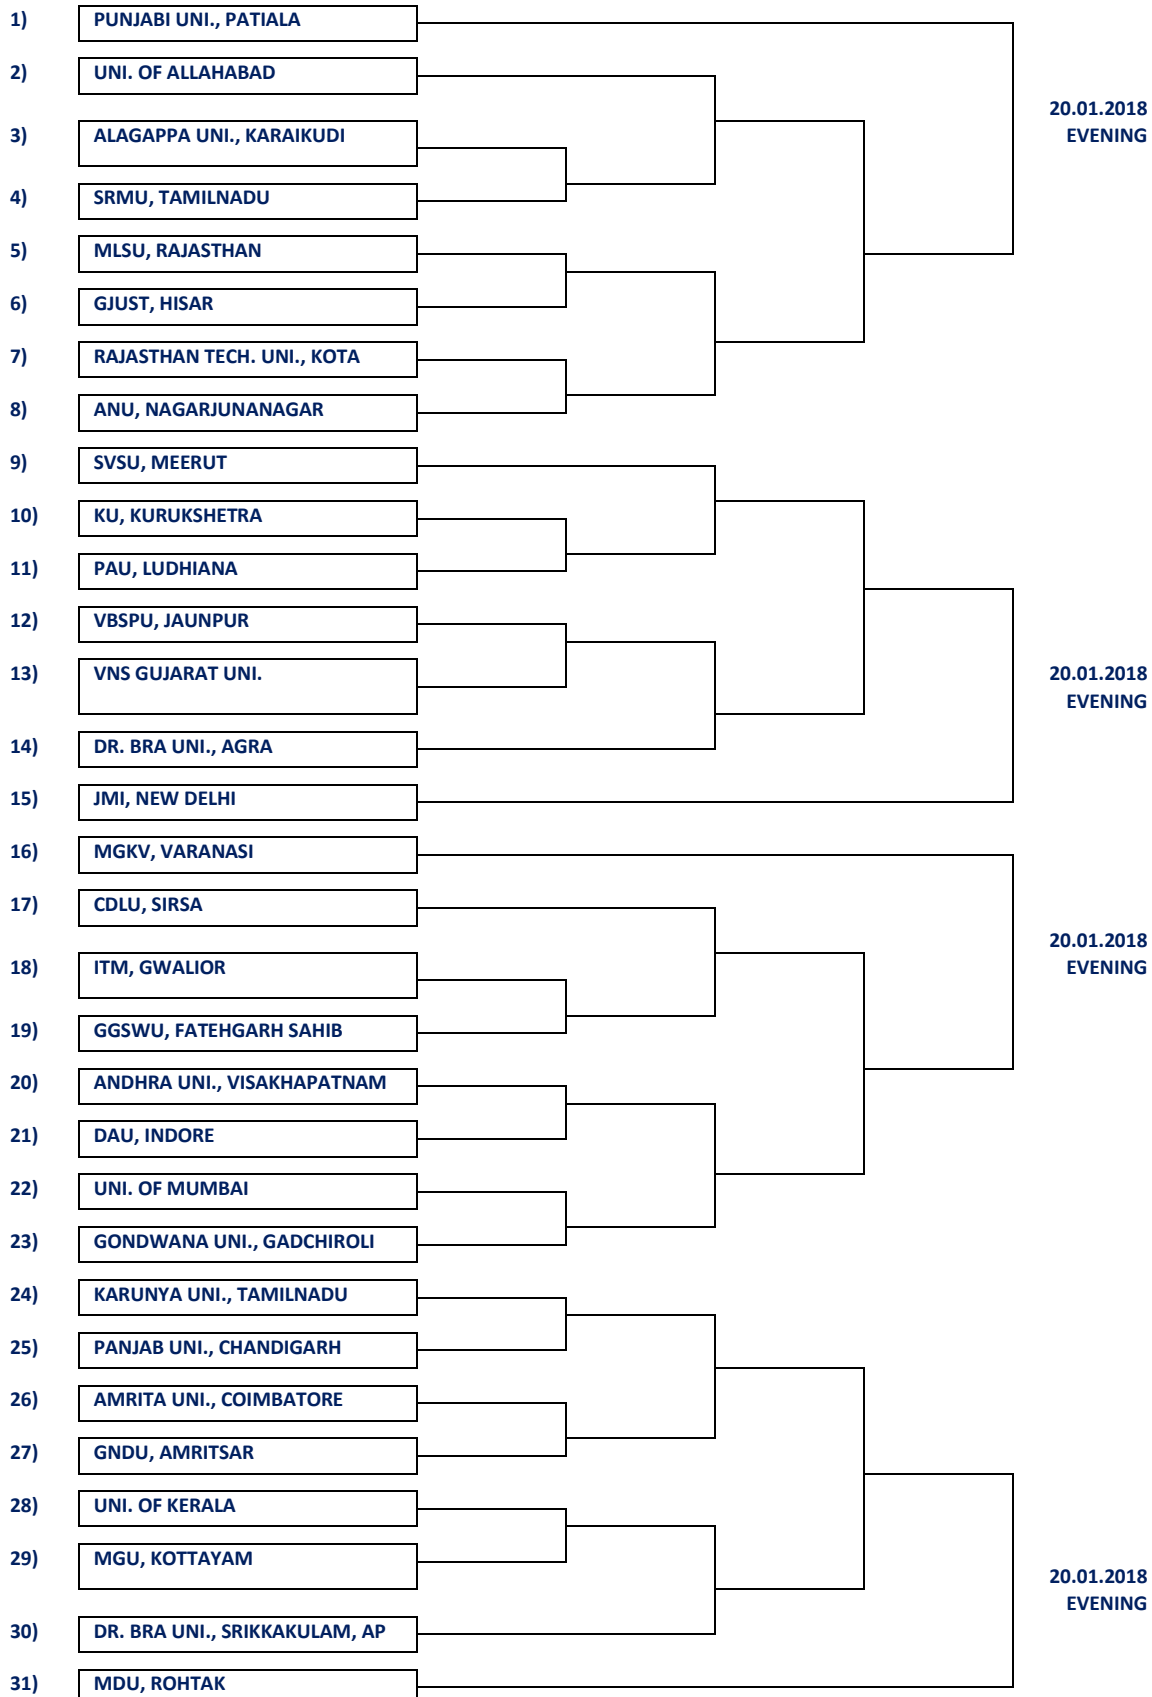 1) PUNJABI UNI., PATIALA
2) UNI. OF ALLAHABAD
20.01.2018
EVENING
3) ALAGAPPA UNI., KARAIKUDI
4) SRMU, TAMILNADU
5) MLSU, RAJASTHAN
6) GJUST, HISAR
7) RAJASTHAN TECH. UNI., KOTA
8) ANU, NAGARJUNANAGAR
9) SVSU, MEERUT
10) KU, KURUKSHETRA
11) PAU, LUDHIANA
12) VBSPU, JAUNPUR
13) VNS GUJARAT UNI.
20.01.2018
EVENING
14) DR. BRA UNI., AGRA
15) JMI, NEW DELHI
16) MGKV, VARANASI
17) CDLU, SIRSA
20.01.2018
EVENING
18) ITM, GWALIOR
19) GGSWU, FATEHGARH SAHIB
20) ANDHRA UNI., VISAKHAPATNAM
21) DAU, INDORE
22) UNI. OF MUMBAI
23) GONDWANA UNI., GADCHIROLI
24) KARUNYA UNI., TAMILNADU
25) PANJAB UNI., CHANDIGARH
26) AMRITA UNI., COIMBATORE
27) GNDU, AMRITSAR
28) UNI. OF KERALA
29) MGU, KOTTAYAM
20.01.2018
EVENING
30) DR. BRA UNI., SRIKKAKULAM, AP
31) MDU, ROHTAK